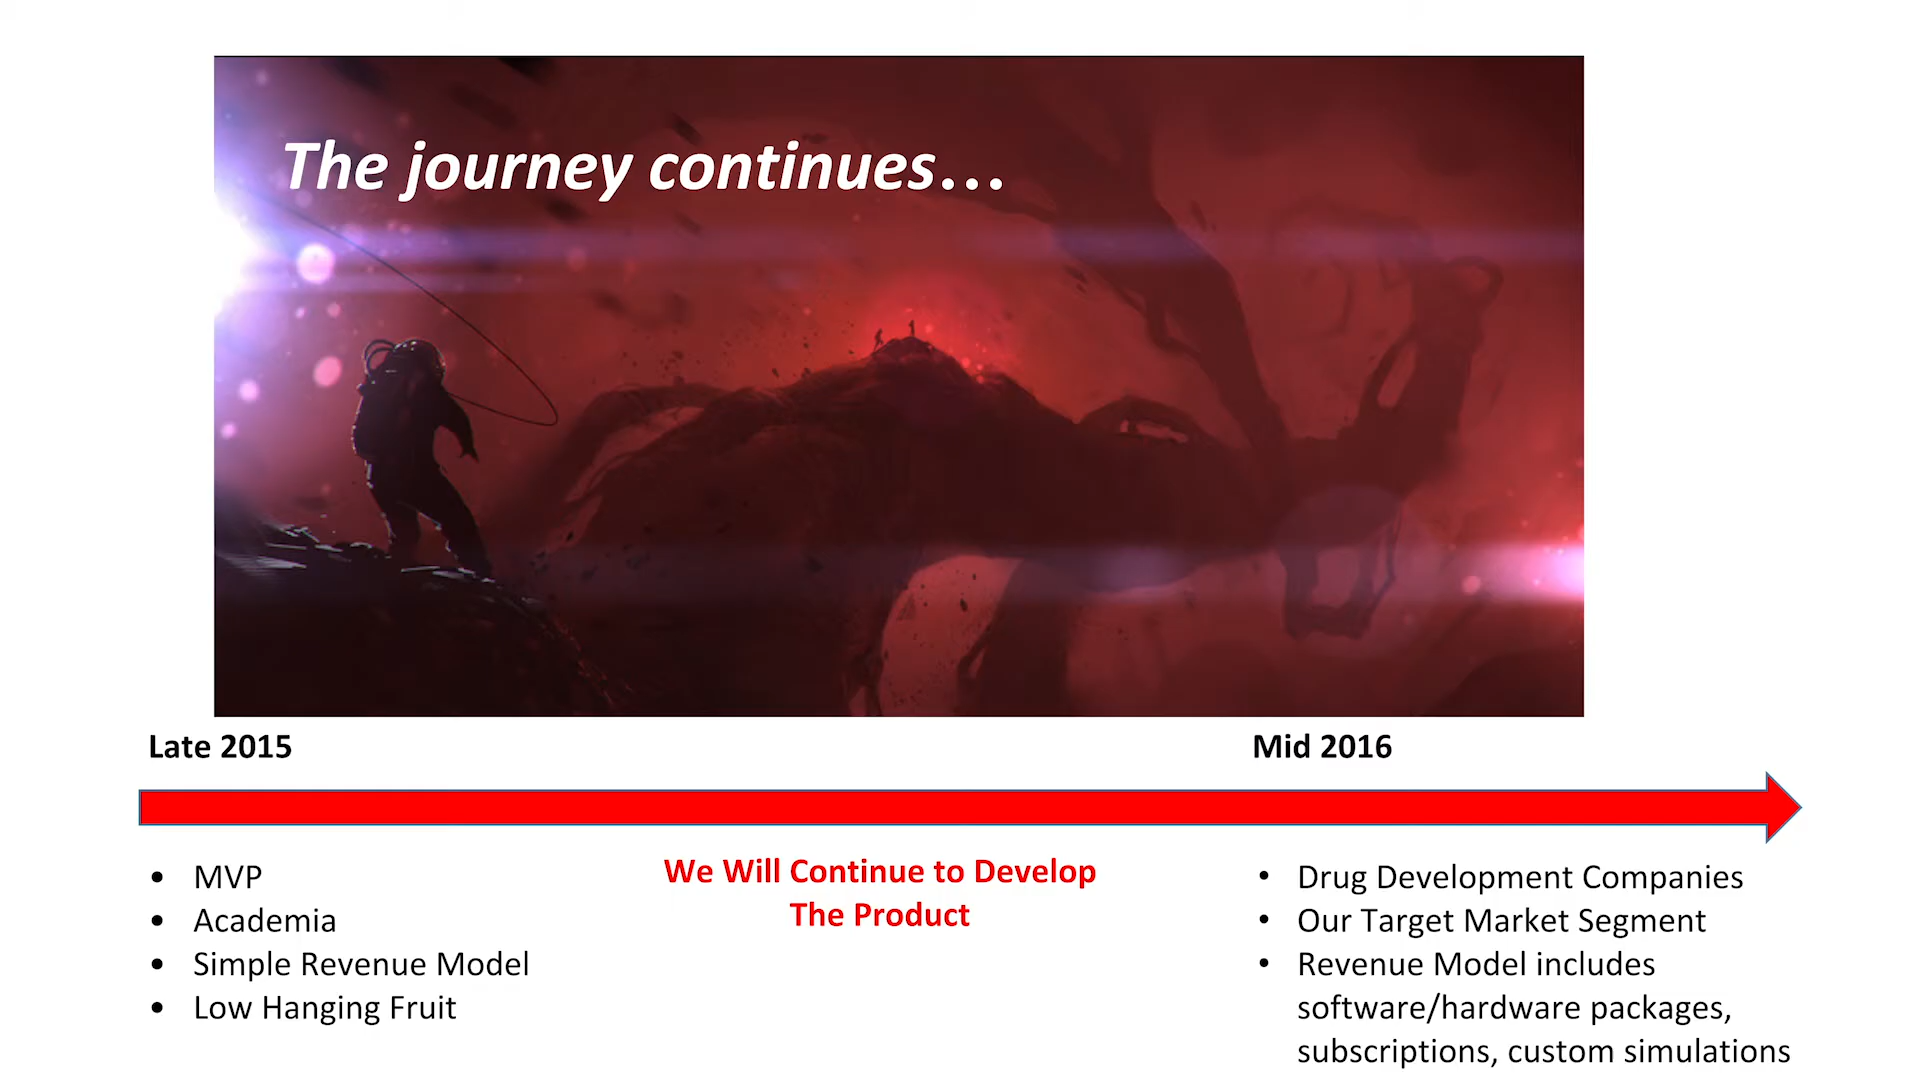 The journey continues...
Late 2015
Mid 2016
• MVP
• Academia
• Simple Revenue Model
• Low Hanging Fruit
We Will Continue to Develop
The Product
• Drug Development Companies
• Our Target Market Segment
• Revenue Model includes
software/hardware packages,
subscriptions, custom simulations